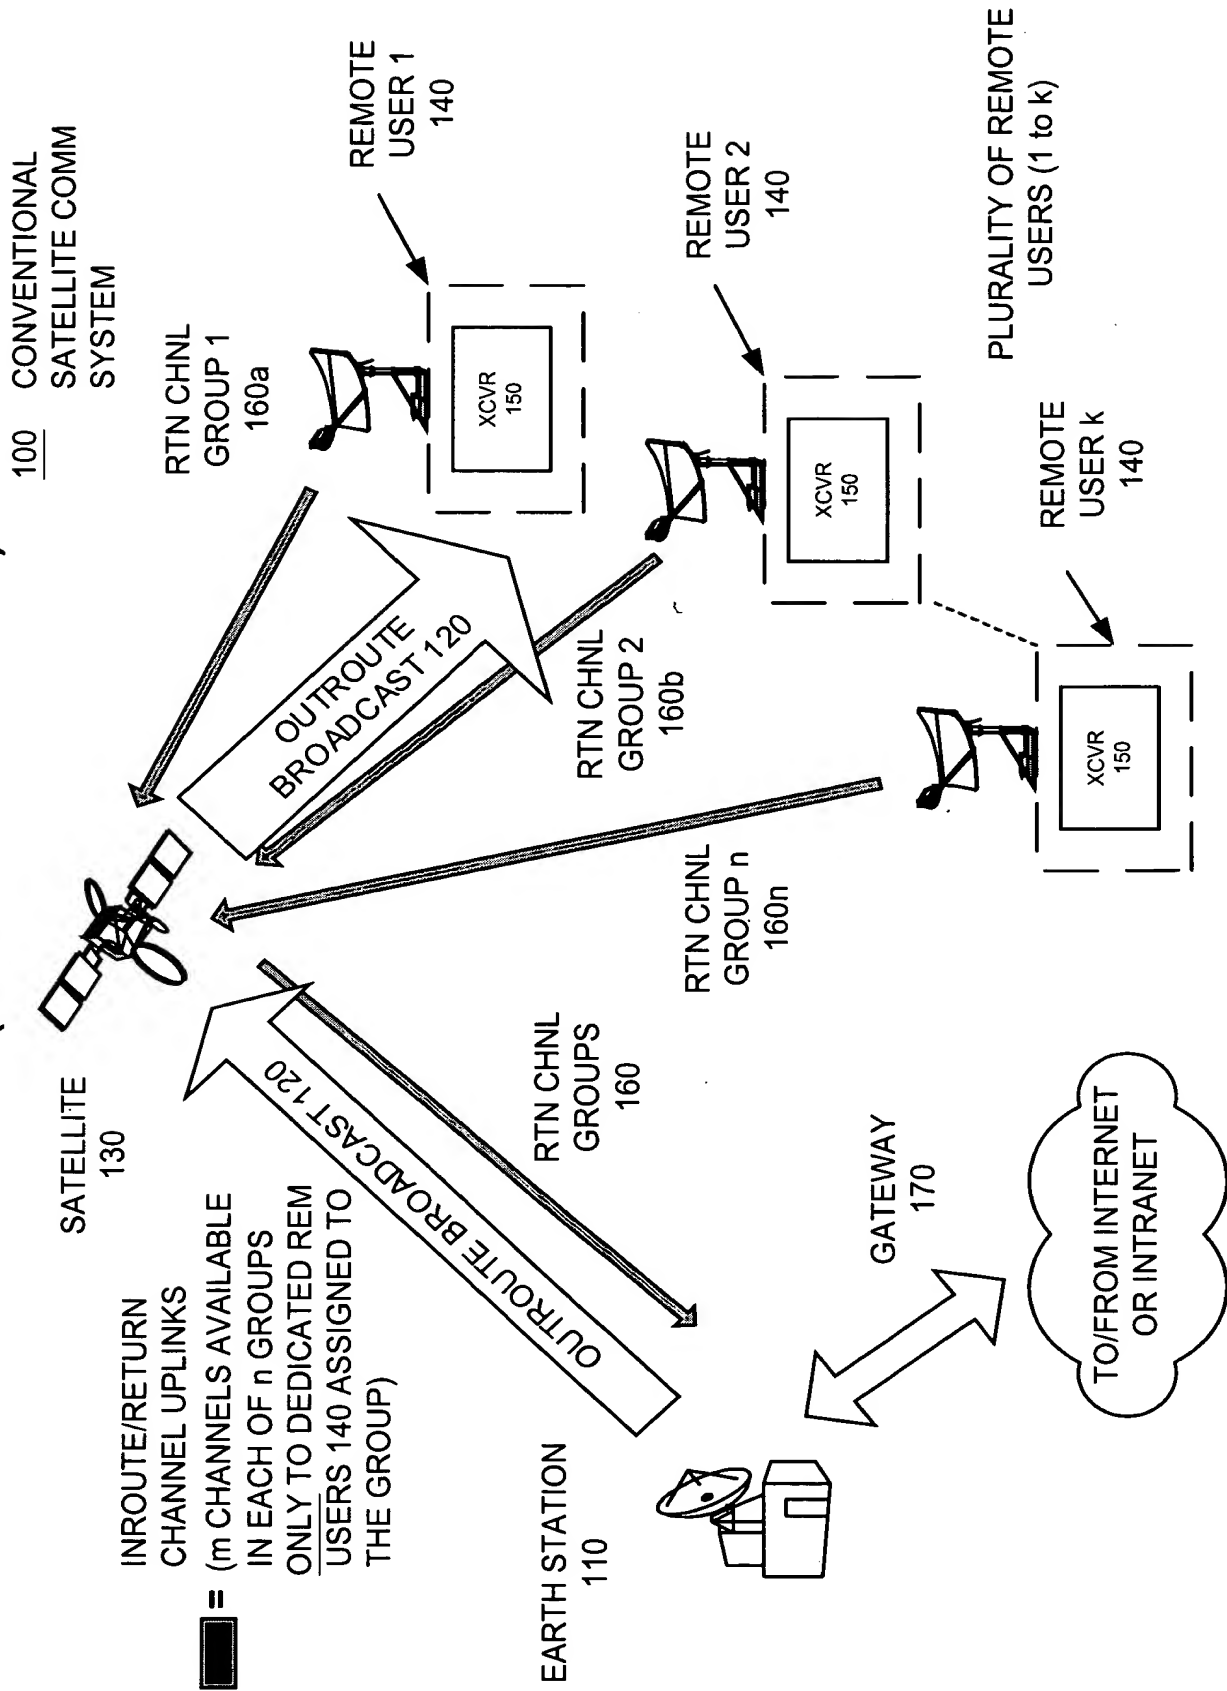 100 CONVENTIONAL
SATELLITE COMM
SYSTEM
SATELLITE
130
INROUTE/RETURN
CHANNEL UPLINKS
= (m CHANNELS AVAILABLE
IN EACH OF n GROUPS
ONLY TO DEDICATED REM
USERS 140 ASSIGNED TO
THE GROUP)
RTN CHNL
GROUP 1
160a
REMOTE
USER 1
140
XCVR
150
OUTROUTE
BROADCAST 120
OUTROUTE BROADCAST 120
RTN CHNL
GROUPS
160
RTN CHNL
GROUP 2
160b
REMOTE
USER 2
140
XCVR
150
RTN CHNL
GROUP n
160n
EARTH STATION
110
GATEWAY
170
TO/FROM INTERNET
OR INTRANET
XCVR
150
REMOTE
USER k
140
PLURALITY OF REMOTE
USERS (1 to k)